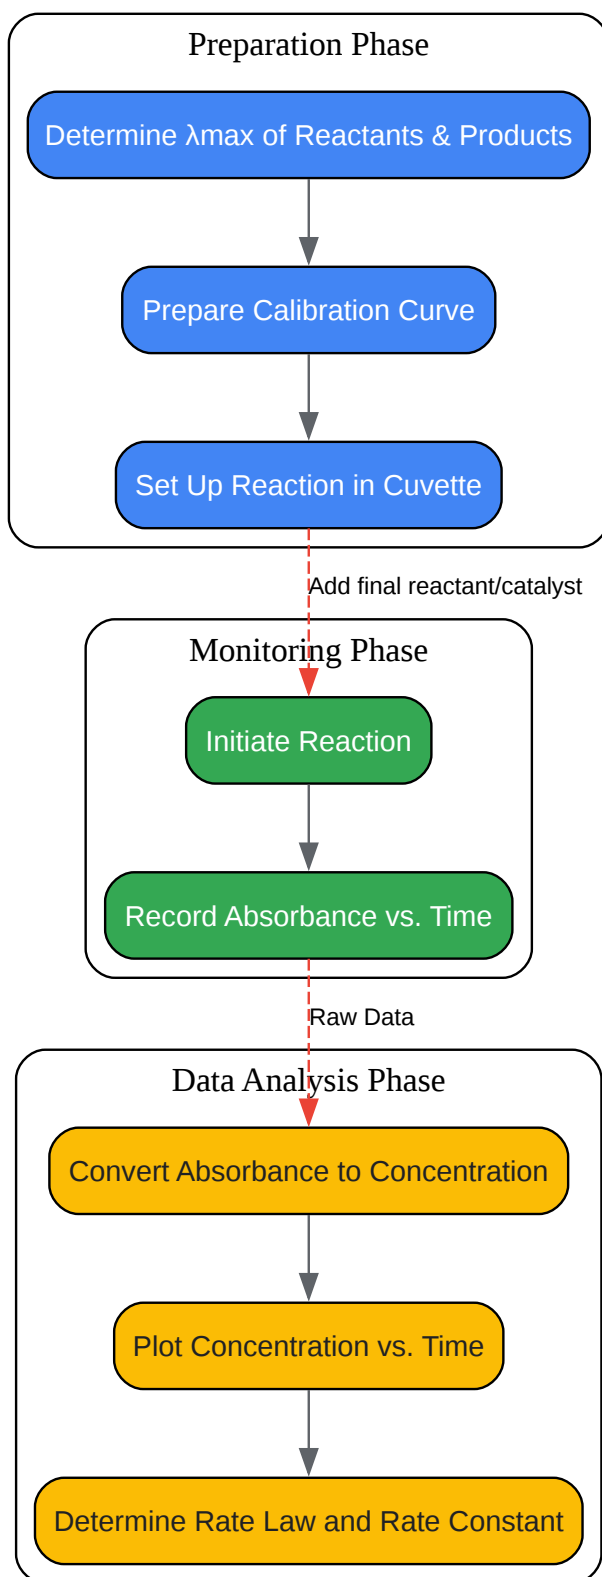 Preparation Phase
Determine λmax of Reactants & Products
Prepare Calibration Curve
Set Up Reaction in Cuvette
Add final reactant/catalyst
Monitoring Phase
Initiate Reaction
Record Absorbance vs. Time
Raw Data
Data Analysis Phase
Convert Absorbance to Concentration
Plot Concentration vs. Time
Determine Rate Law and Rate Constant